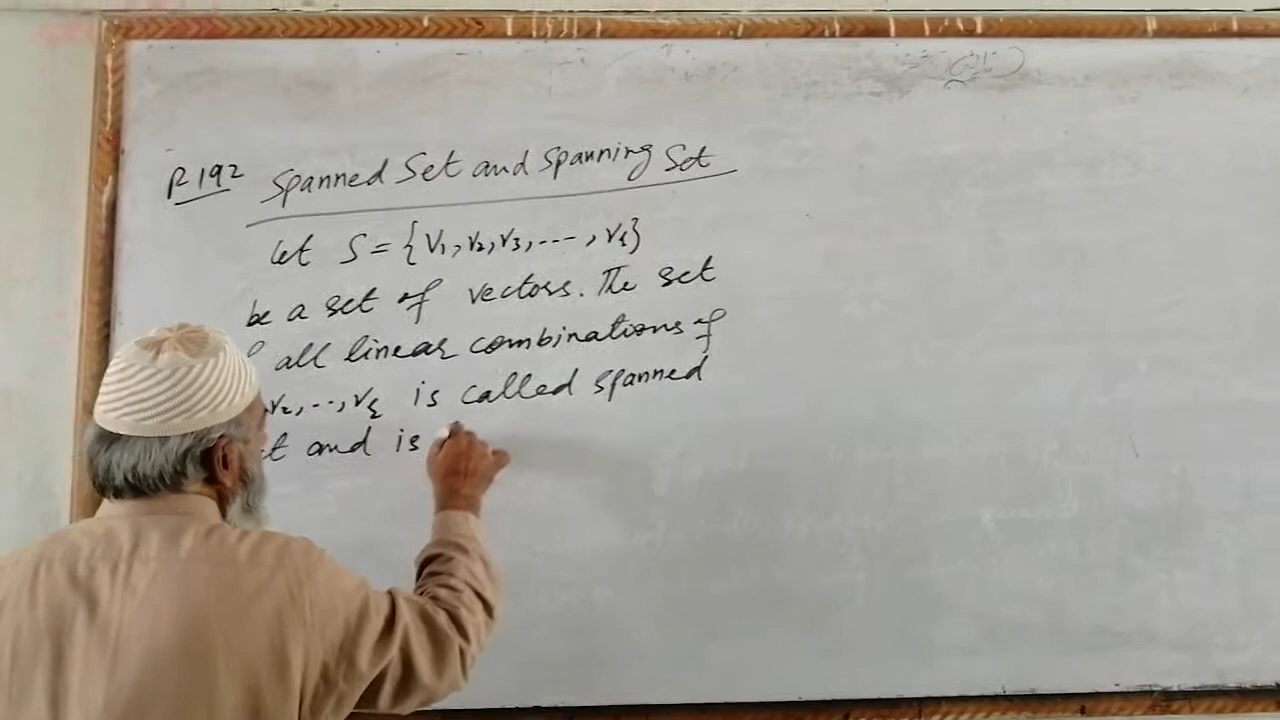 P 192 Spanned Set and Spanning Set
let S = {v₁, v₂, v₃, ----, vₖ}
be a set of vectors. The set
all linear combinations of
v₂, --, vₖ is called spanned
and is